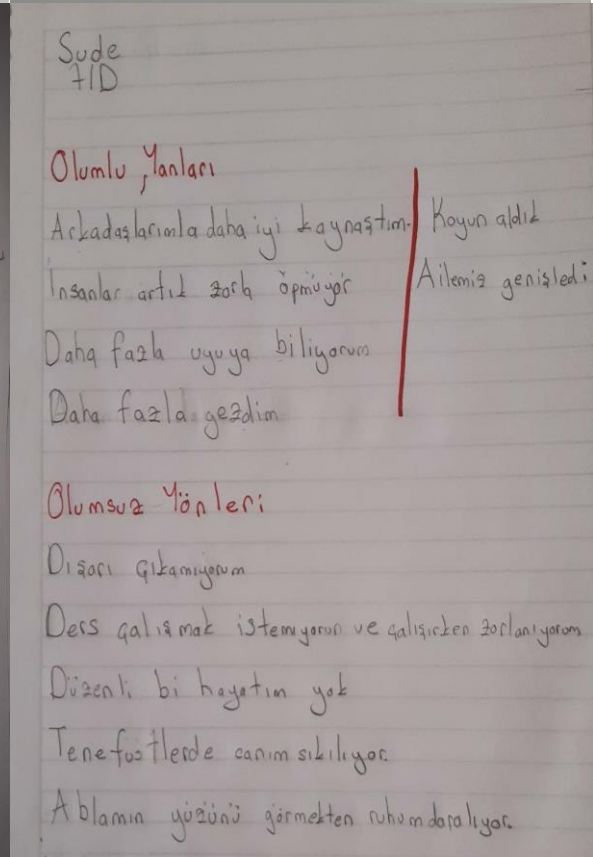 Sude
7/D
Olumlu Yanları
Arkadaşlarımla daha iyi kaynaştım.
İnsanlar artık zorla öpmüyor
Daha fazla uyuya biliyorum
Daha fazla gezdim
Koyun aldık
Ailemiz genişledi
Olumsuz Yönleri
Dışarı çıkamıyorum
Ders çalışmak istemiyorum ve çalışırken zorlanıyorum
Düzenli bi hayatım yok
Tenefüstlerde canım sıkılıyor.
Ablamın yüzünü görmekten ruhum daralıyor.